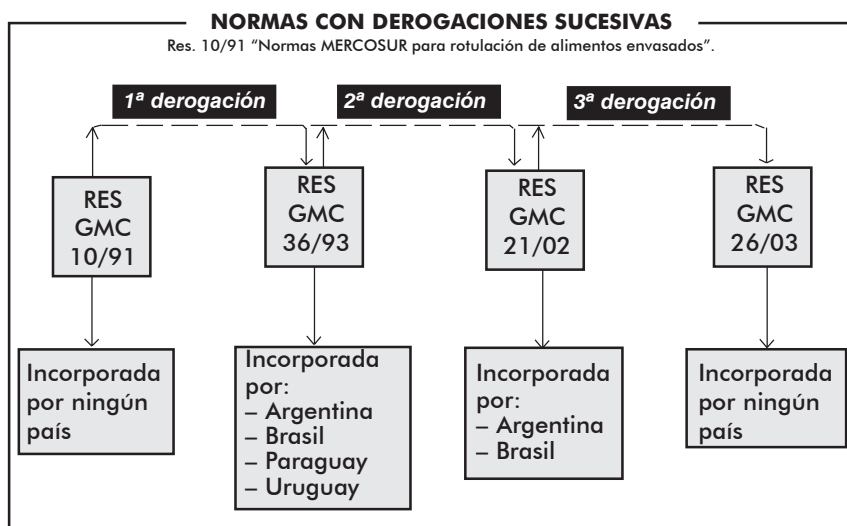 NORMAS CON DEROGACIONES SUCESIVAS
Res. 10/91 “Normas MERCOSUR para rotulación de alimentos envasados”.
1ª derogación
2ª derogación
3ª derogación
RES
GMC
10/91
RES
GMC
36/93
RES
GMC
21/02
RES
GMC
26/03
Incorporada
por ningún
país
Incorporada
por:
– Argentina
– Brasil
– Paraguay
– Uruguay
Incorporada
por:
– Argentina
– Brasil
Incorporada
por ningún
país